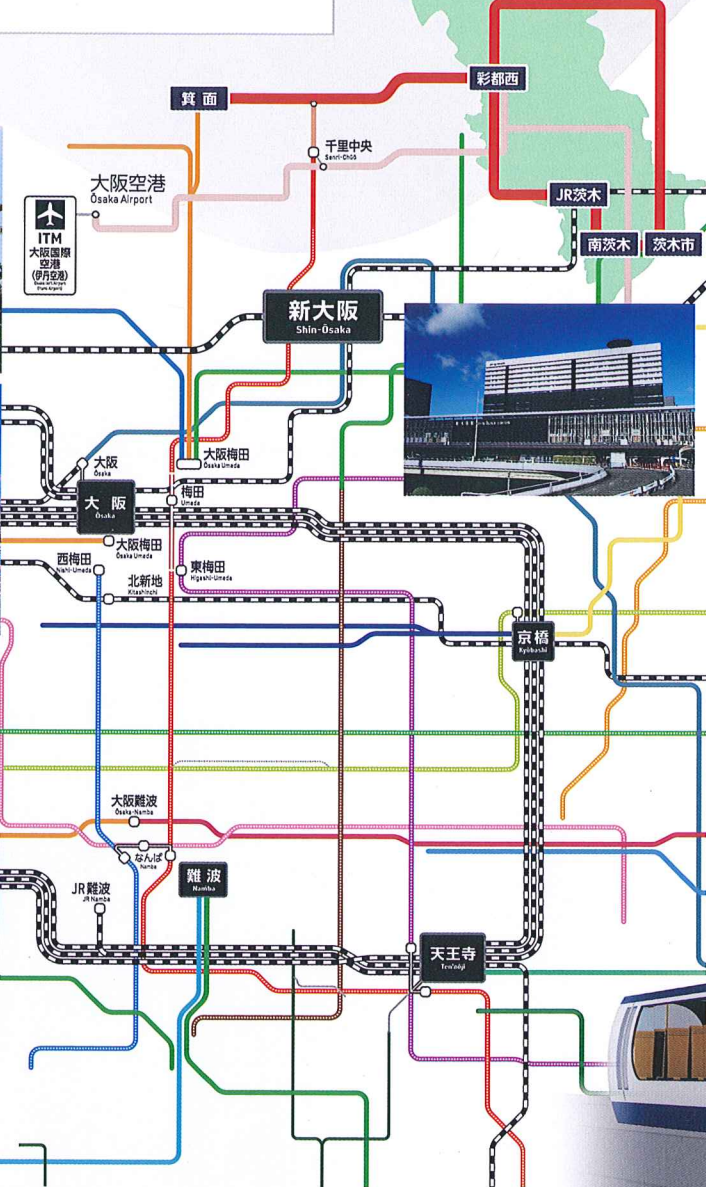 彩都西
箕面
千里中央
Senri-Chūō
大阪空港
Ōsaka Airport
JR茨木
ITM
大阪国際
空港
(伊丹空港)
南茨木
茨木市
新大阪
Shin-Ōsaka
大阪梅田
Ōsaka Umeda
大阪
Ōsaka
梅田
Umeda
大阪
Ōsaka
大阪梅田
Ōsaka Umeda
西梅田
Nishi-Umeda
東梅田
Higashi-Umeda
北新地
Kitashinchi
京橋
Kyōbashi
大阪難波
Ōsaka-Namba
なんば
Namba
難波
Namba
JR難波
JR Namba
天王寺
Ten'nōji